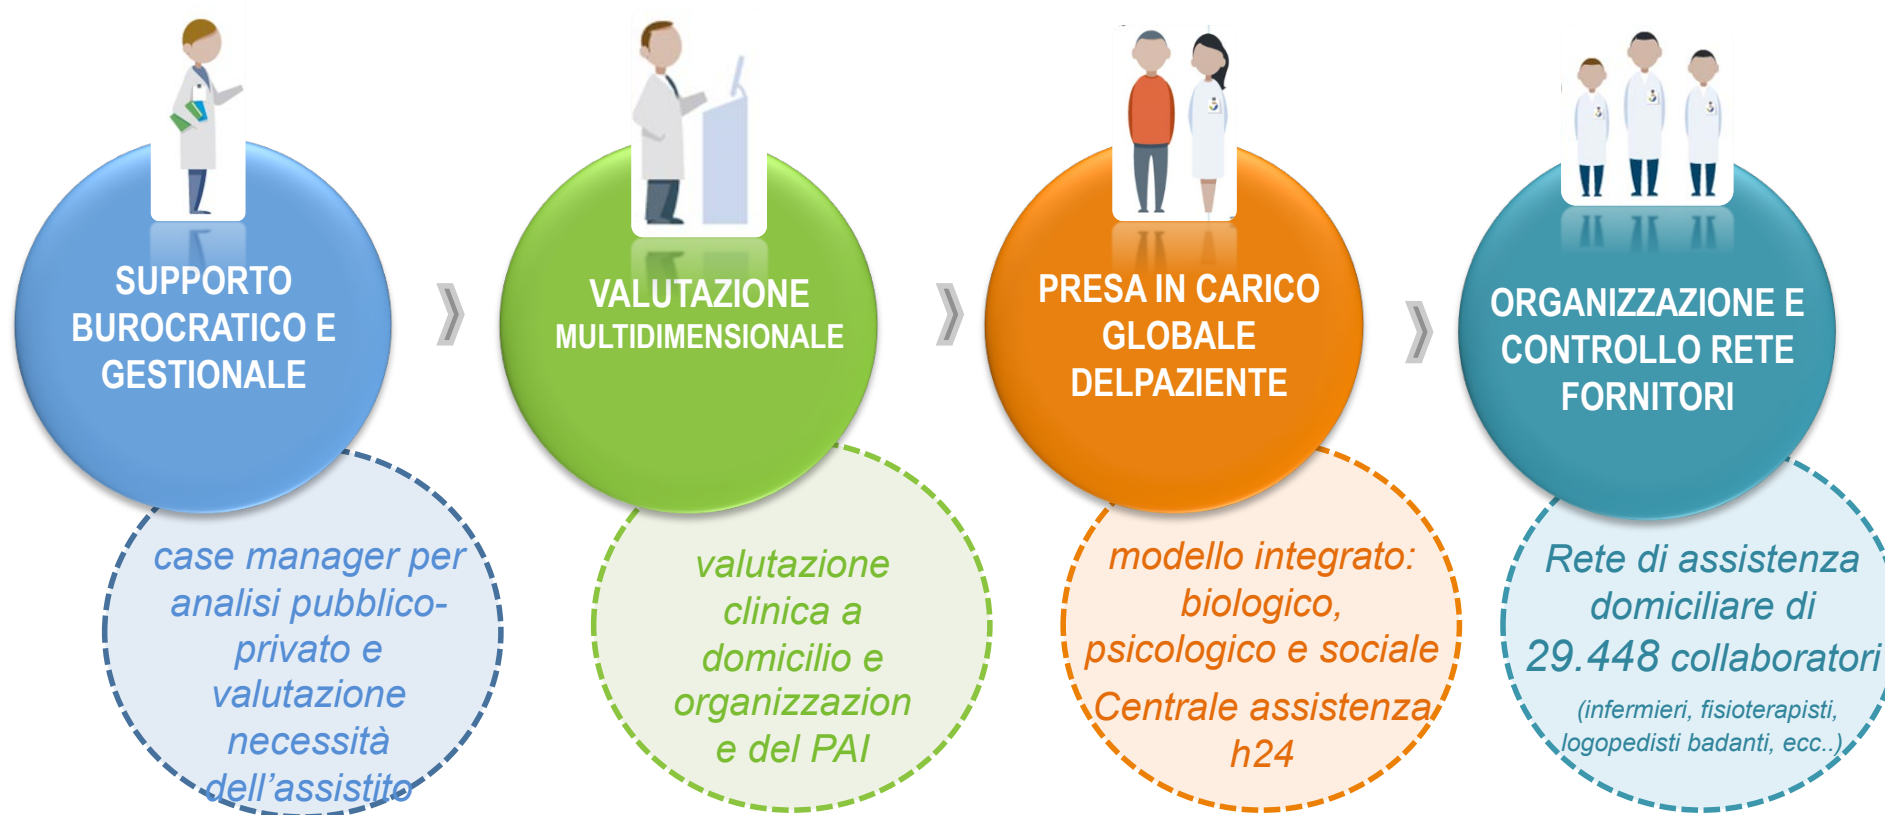 SUPPORTO
BUROCRATICO E
GESTIONALE
case manager per
analisi pubblico-
privato e
valutazione
necessità
dell’assistito
VALUTAZIONE
MULTIDIMENSIONALE
valutazione
clinica a
domicilio e
organizzazion
e del PAI
PRESA IN CARICO
GLOBALE
DELPAZIENTE
modello integrato:
biologico,
psicologico e sociale
Centrale assistenza
h24
ORGANIZZAZIONE E
CONTROLLO RETE
FORNITORI
Rete di assistenza
domiciliare di
29.448 collaboratori
(infermieri, fisioterapisti,
logopedisti badanti, ecc..)